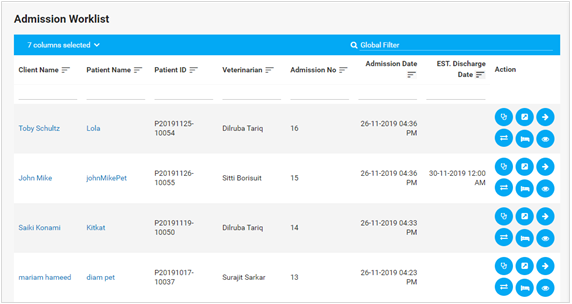 Admission Worklist
7 columns selected Global Filter
Client Name Patient Name Patient ID Veterinarian Admission No Admission Date EST. Discharge Date Action
Toby Schultz Lola P20191125-10054 Dilruba Tariq 16 26-11-2019 04:36 PM
John Mike johnMikePet P20191126-10055 Sitti Borisuit 15 26-11-2019 04:36 PM 30-11-2019 12:00 AM
Saiki Konami Kitkat P20191119-10050 Dilruba Tariq 14 26-11-2019 04:33 PM
mariam hameed diam pet P20191017-10037 Surajit Sarkar 13 26-11-2019 04:23 PM